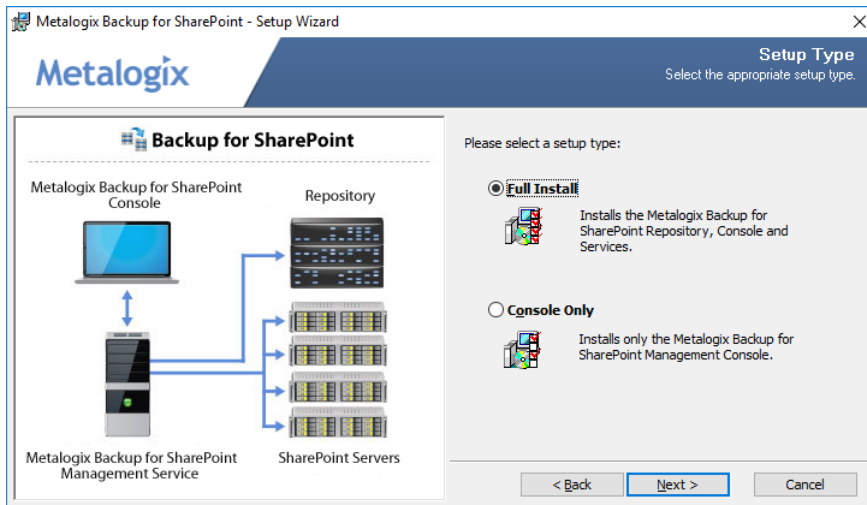 Metalogix Backup for SharePoint - Setup Wizard
Metalogix
Setup Type
Select the appropriate setup type.
Backup for SharePoint
Metalogix Backup for SharePoint
Console
Repository
Metalogix Backup for SharePoint
Management Service
SharePoint Servers
Please select a setup type:
Full Install
Installs the Metalogix Backup for
SharePoint Repository, Console and
Services.
Console Only
Installs only the Metalogix Backup for
SharePoint Management Console.
< Back
Next >
Cancel